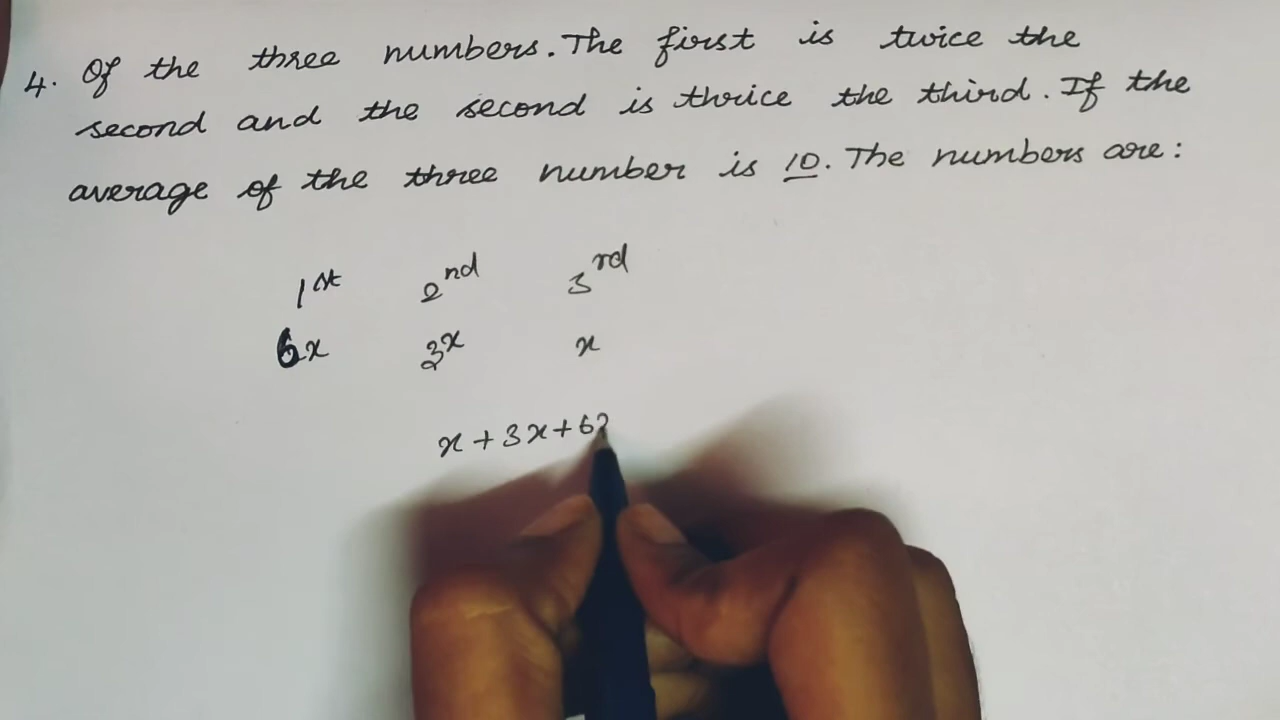 4. Of the three numbers. The first is twice the
second and the second is thrice the third. If the
average of the three number is 10. The numbers are:
1st 2nd 3rd
6x 3x x
x + 3x + 6